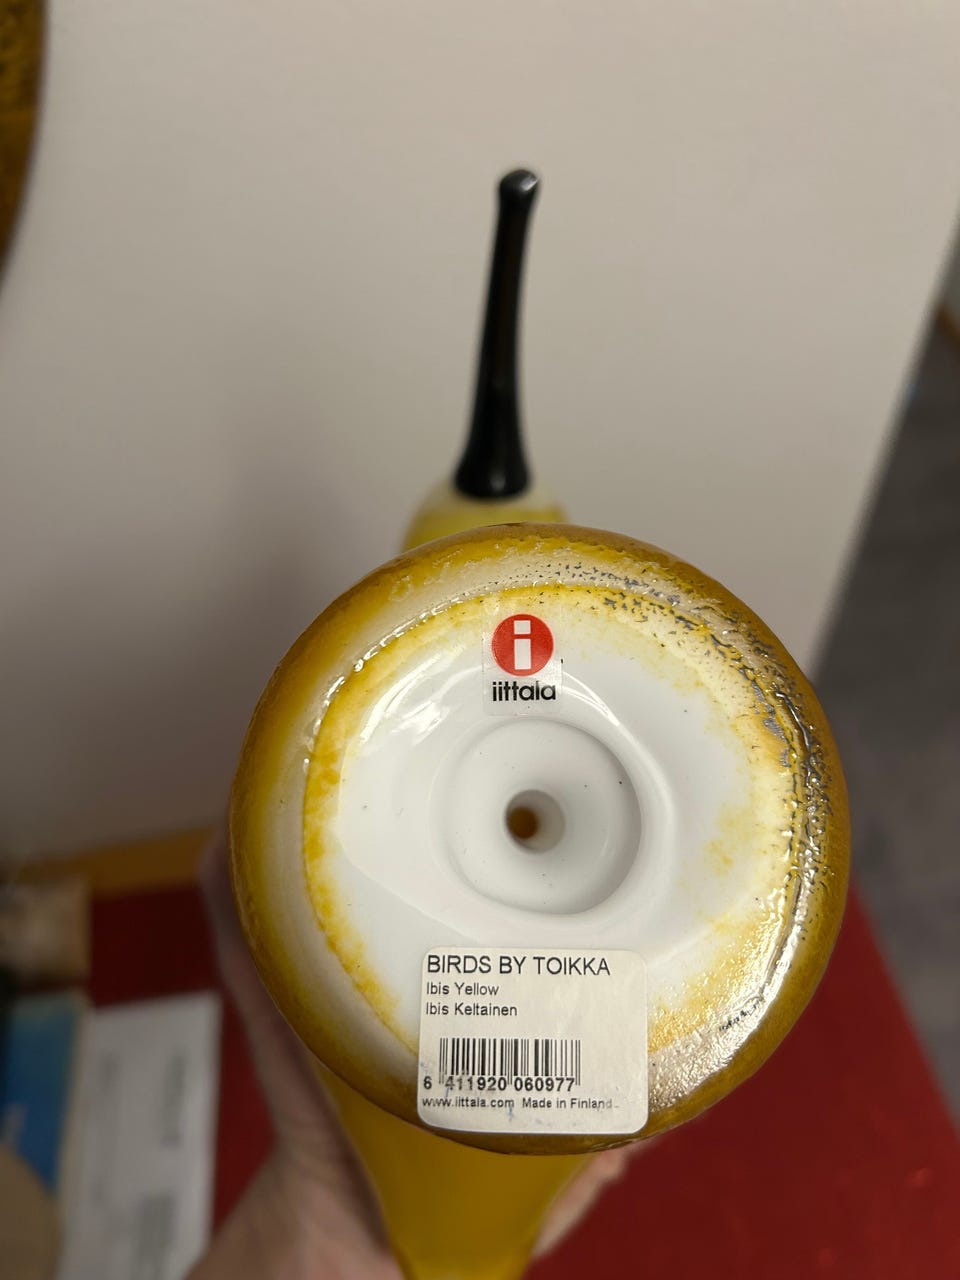 i
iittala
BIRDS BY TOIKKA
Ibis Yellow
Ibis Keltainen
6 411920 060977
www.iittala.com Made in Finland